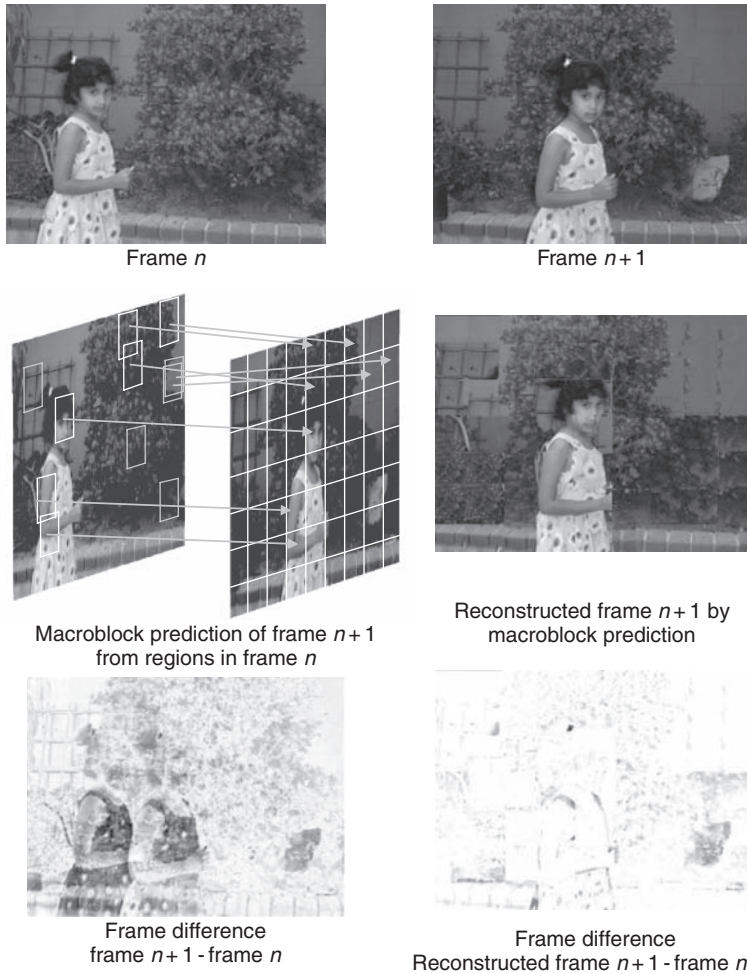 Frame n
Frame n + 1
Macroblock prediction of frame n + 1
from regions in frame n
Reconstructed frame n + 1 by
macroblock prediction
Frame difference
frame n + 1 - frame n
Frame difference
Reconstructed frame n + 1 - frame n